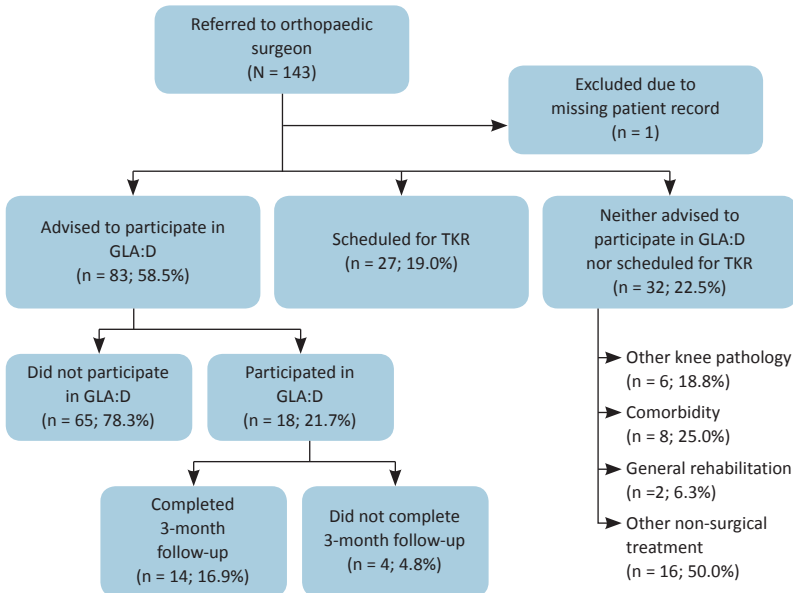 Referred to orthopaedic
surgeon
(N = 143)
Excluded due to
missing patient record
(n = 1)
Advised to participate in
GLA:D
(n = 83; 58.5%)
Scheduled for TKR
(n = 27; 19.0%)
Neither advised to
participate in GLA:D
nor scheduled for TKR
(n = 32; 22.5%)
Did not participate
in GLA:D
(n = 65; 78.3%)
Participated in
GLA:D
(n = 18; 21.7%)
Other knee pathology
(n = 6; 18.8%)
Comorbidity
(n = 8; 25.0%)
General rehabilitation
(n =2; 6.3%)
Other non-surgical
treatment
(n = 16; 50.0%)
Completed
3-month
follow-up
(n = 14; 16.9%)
Did not complete
3-month follow-up
(n = 4; 4.8%)